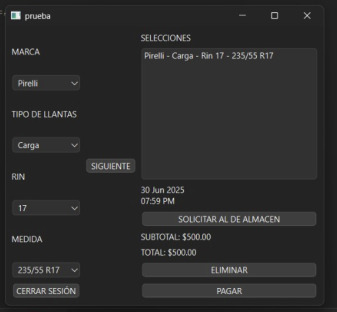 prueba
MARCA
Pirelli
TIPO DE LLANTAS
Carga
SIGUIENTE
RIN
17
MEDIDA
235/55 R17
CERRAR SESIÓN
SELECCIONES
Pirelli - Carga - Rin 17 - 235/55 R17
30 Jun 2025
07:59 PM
SOLICITAR AL DE ALMACEN
SUBTOTAL: $500.00
TOTAL: $500.00
ELIMINAR
PAGAR